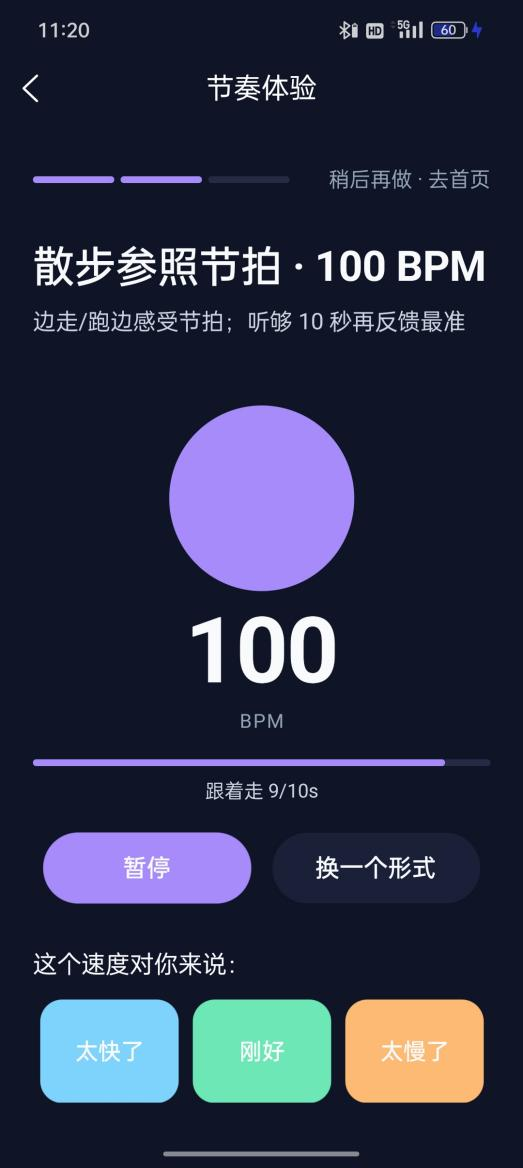 11:20
HD 5G 60
节奏体验
稍后再做 · 去首页
散步参照节拍 · 100 BPM
边走/跑边感受节拍；听够 10 秒再反馈最准
100
BPM
跟着走 9/10s
暂停 换一个形式
这个速度对你来说：
太快了 刚好 太慢了